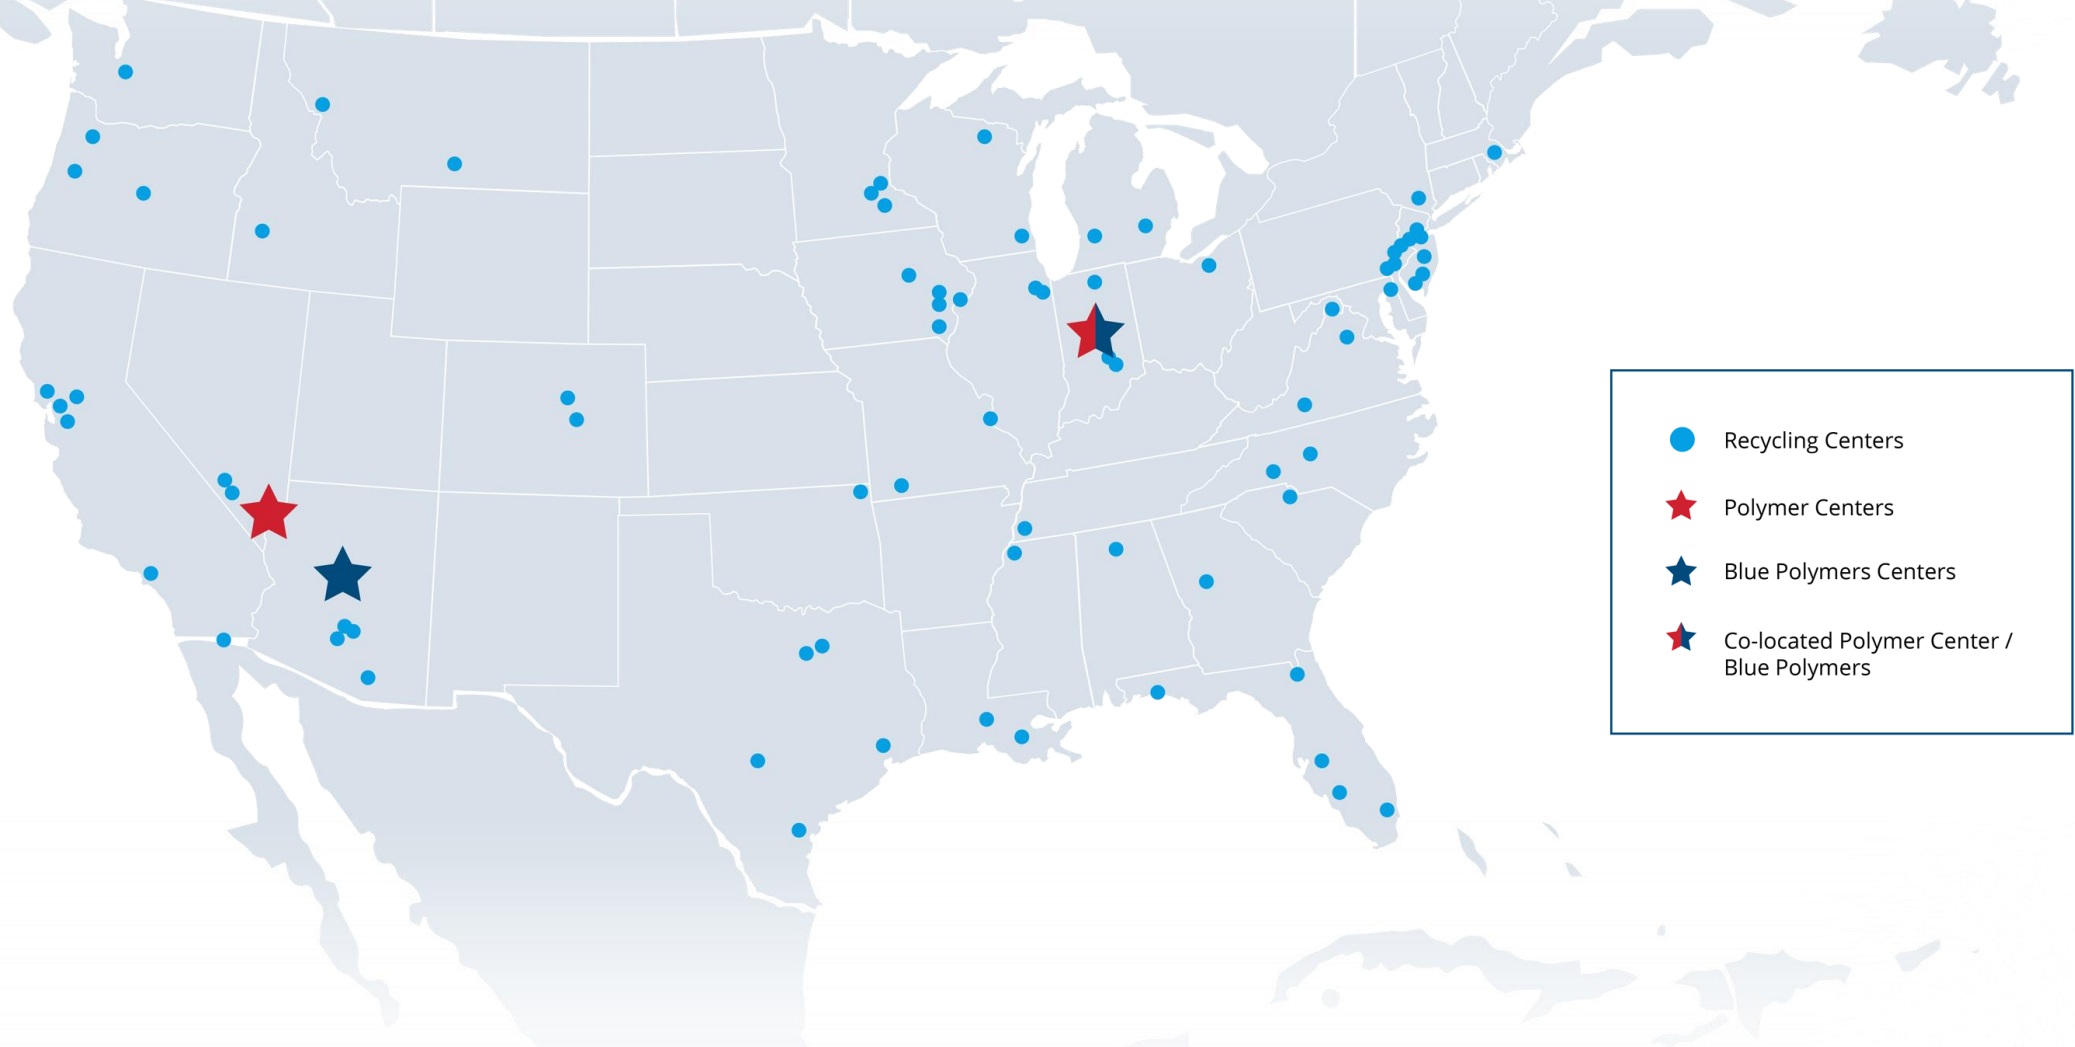 Recycling Centers
Polymer Centers
Blue Polymers Centers
Co-located Polymer Center /
Blue Polymers